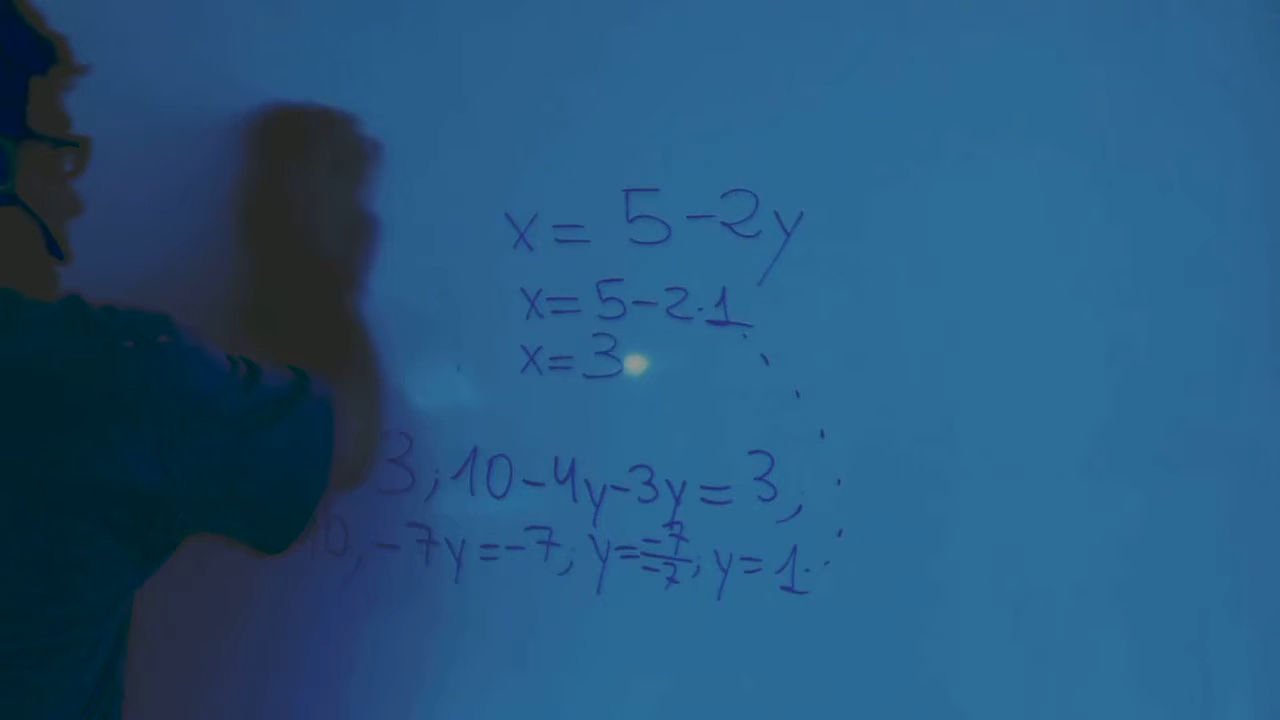 x = 5 - 2y
x = 5 - 2·1
x = 3
3; 10 - 4y - 3y = 3;
10; -7y = -7; y = -7/-7; y = 1